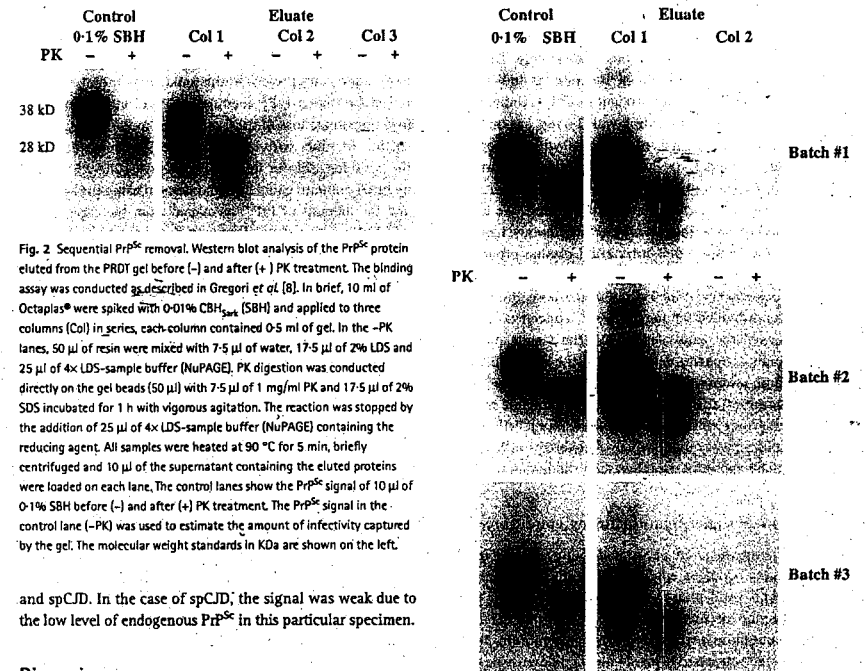 Control Eluate
0·1% SBH Col 1 Col 2 Col 3
PK – + – + – + – +
38 kD
28 kD
Fig. 2 Sequential PrPSc removal. Western blot analysis of the PrPSc protein
eluted from the PRDT gel before (–) and after (+ ) PK treatment. The binding
assay was conducted as described in Gregori et al. [8]. In brief, 10 ml of
Octaplas® were spiked with 0·01% CBHSark (SBH) and applied to three
columns (Col) in series, each column contained 0·5 ml of gel. In the –PK
lanes, 50 µl of resin were mixed with 7·5 µl of water, 17·5 µl of 2% LDS and
25 µl of 4× LDS-sample buffer (NuPAGE). PK digestion was conducted
directly on the gel beads (50 µl) with 7·5 µl of 1 mg/ml PK and 17·5 µl of 2%
SDS incubated for 1 h with vigorous agitation. The reaction was stopped by
the addition of 25 µl of 4× LDS-sample buffer (NuPAGE) containing the
reducing agent. All samples were heated at 90 °C for 5 min, briefly
centrifuged and 10 µl of the supernatant containing the eluted proteins
were loaded on each lane. The control lanes show the PrPSc signal of 10 µl of
0·1% SBH before (–) and after (+) PK treatment. The PrPSc signal in the
control lane (–PK) was used to estimate the amount of infectivity captured
by the gel. The molecular weight standards in KDa are shown on the left.
and spCJD. In the case of spCJD, the signal was weak due to
the low level of endogenous PrPSc in this particular specimen.
Control Eluate
0·1% SBH Col 1 Col 2
Batch #1
PK – + – + – +
Batch #2
Batch #3